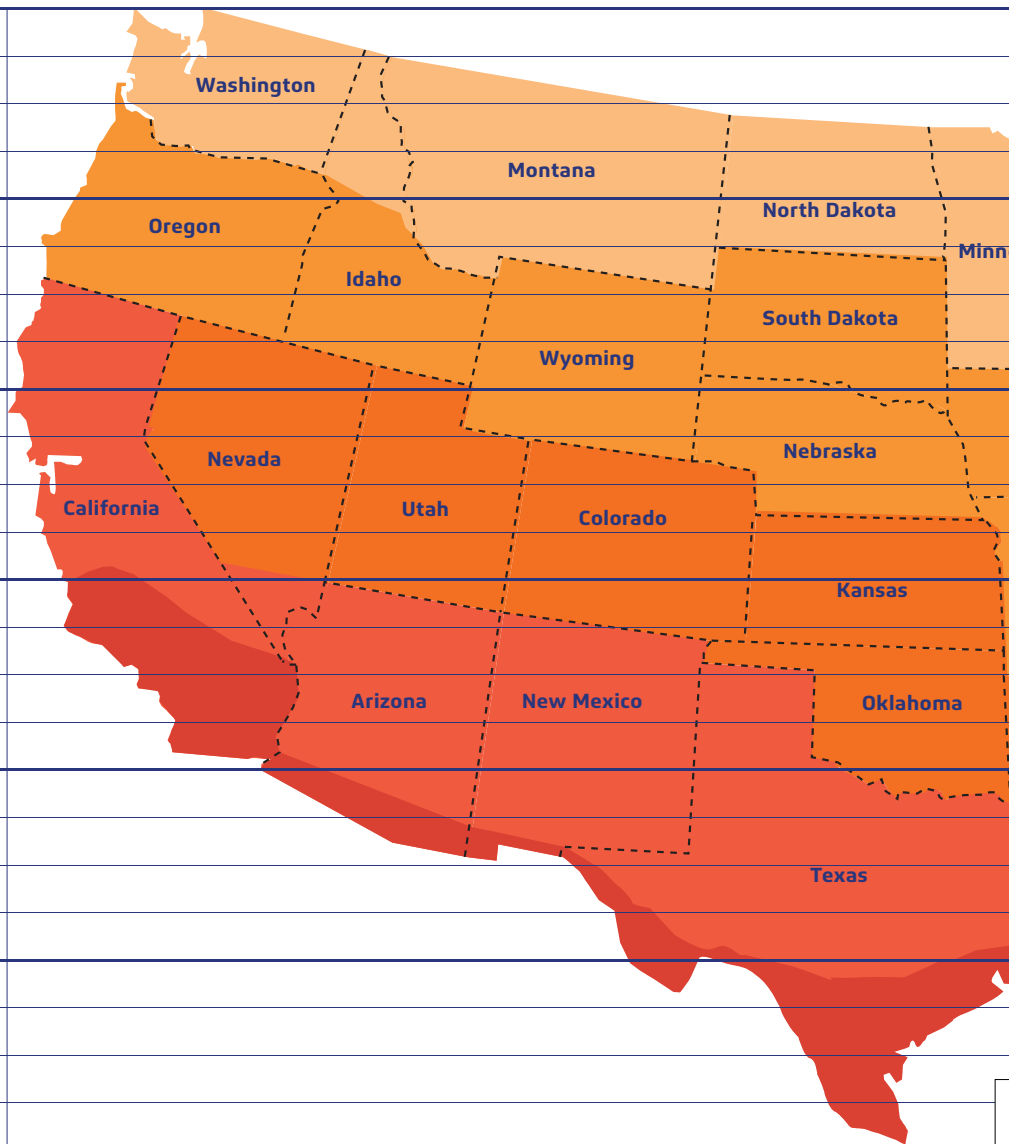 Washington
Montana
North Dakota
Oregon
Minn
Idaho
South Dakota
Wyoming
Nebraska
Nevada
California
Utah
Colorado
Kansas
Arizona
New Mexico
Oklahoma
Texas